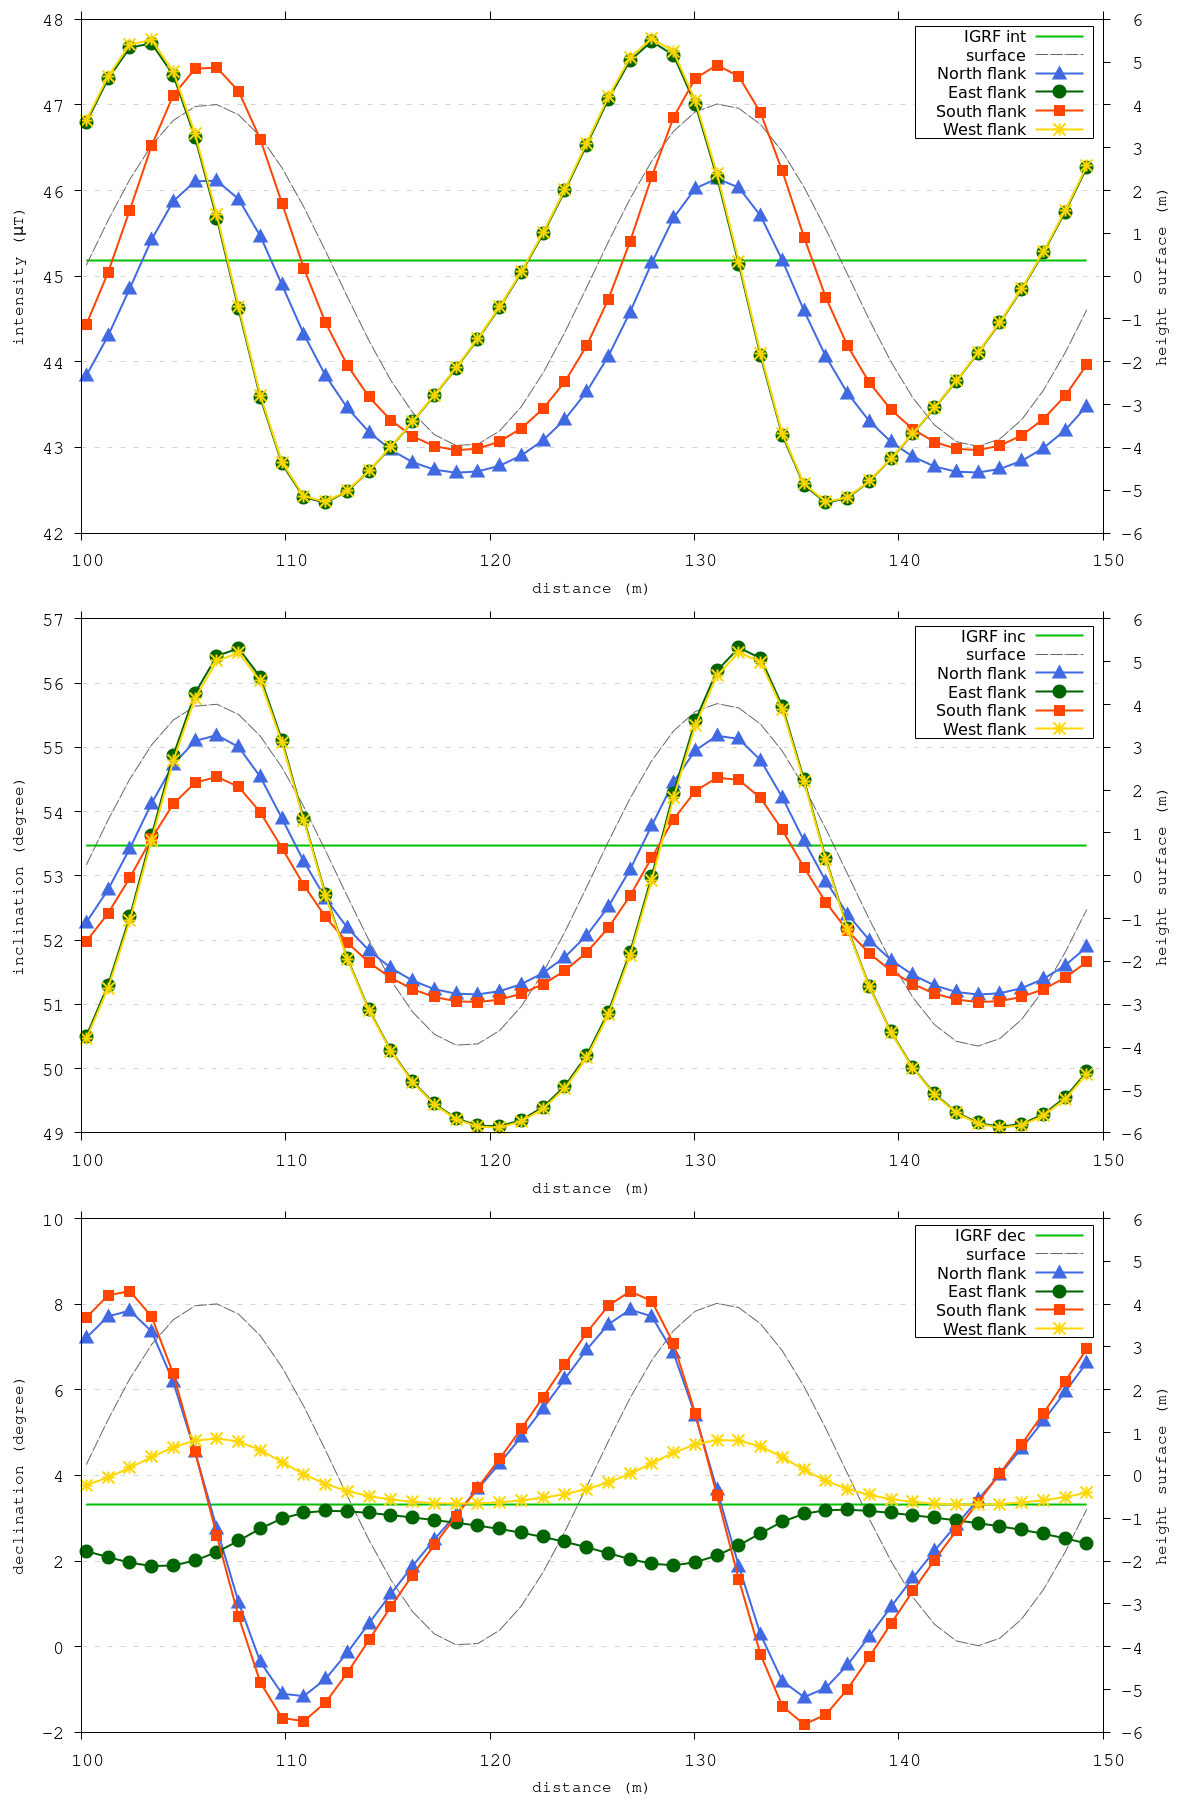 48
47
46
45
44
43
42
intensity (μT)
6
5
4
3
2
1
0
−1
−2
−3
−4
−5
−6
height surface (m)
IGRF int
surface
North flank
East flank
South flank
West flank
100 110 120 130 140 150
distance (m)
57
56
55
54
53
52
51
50
49
inclination (degree)
6
5
4
3
2
1
0
−1
−2
−3
−4
−5
−6
height surface (m)
IGRF inc
surface
North flank
East flank
South flank
West flank
100 110 120 130 140 150
distance (m)
10
8
6
4
2
0
−2
declination (degree)
6
5
4
3
2
1
0
−1
−2
−3
−4
−5
−6
height surface (m)
IGRF dec
surface
North flank
East flank
South flank
West flank
100 110 120 130 140 150
distance (m)